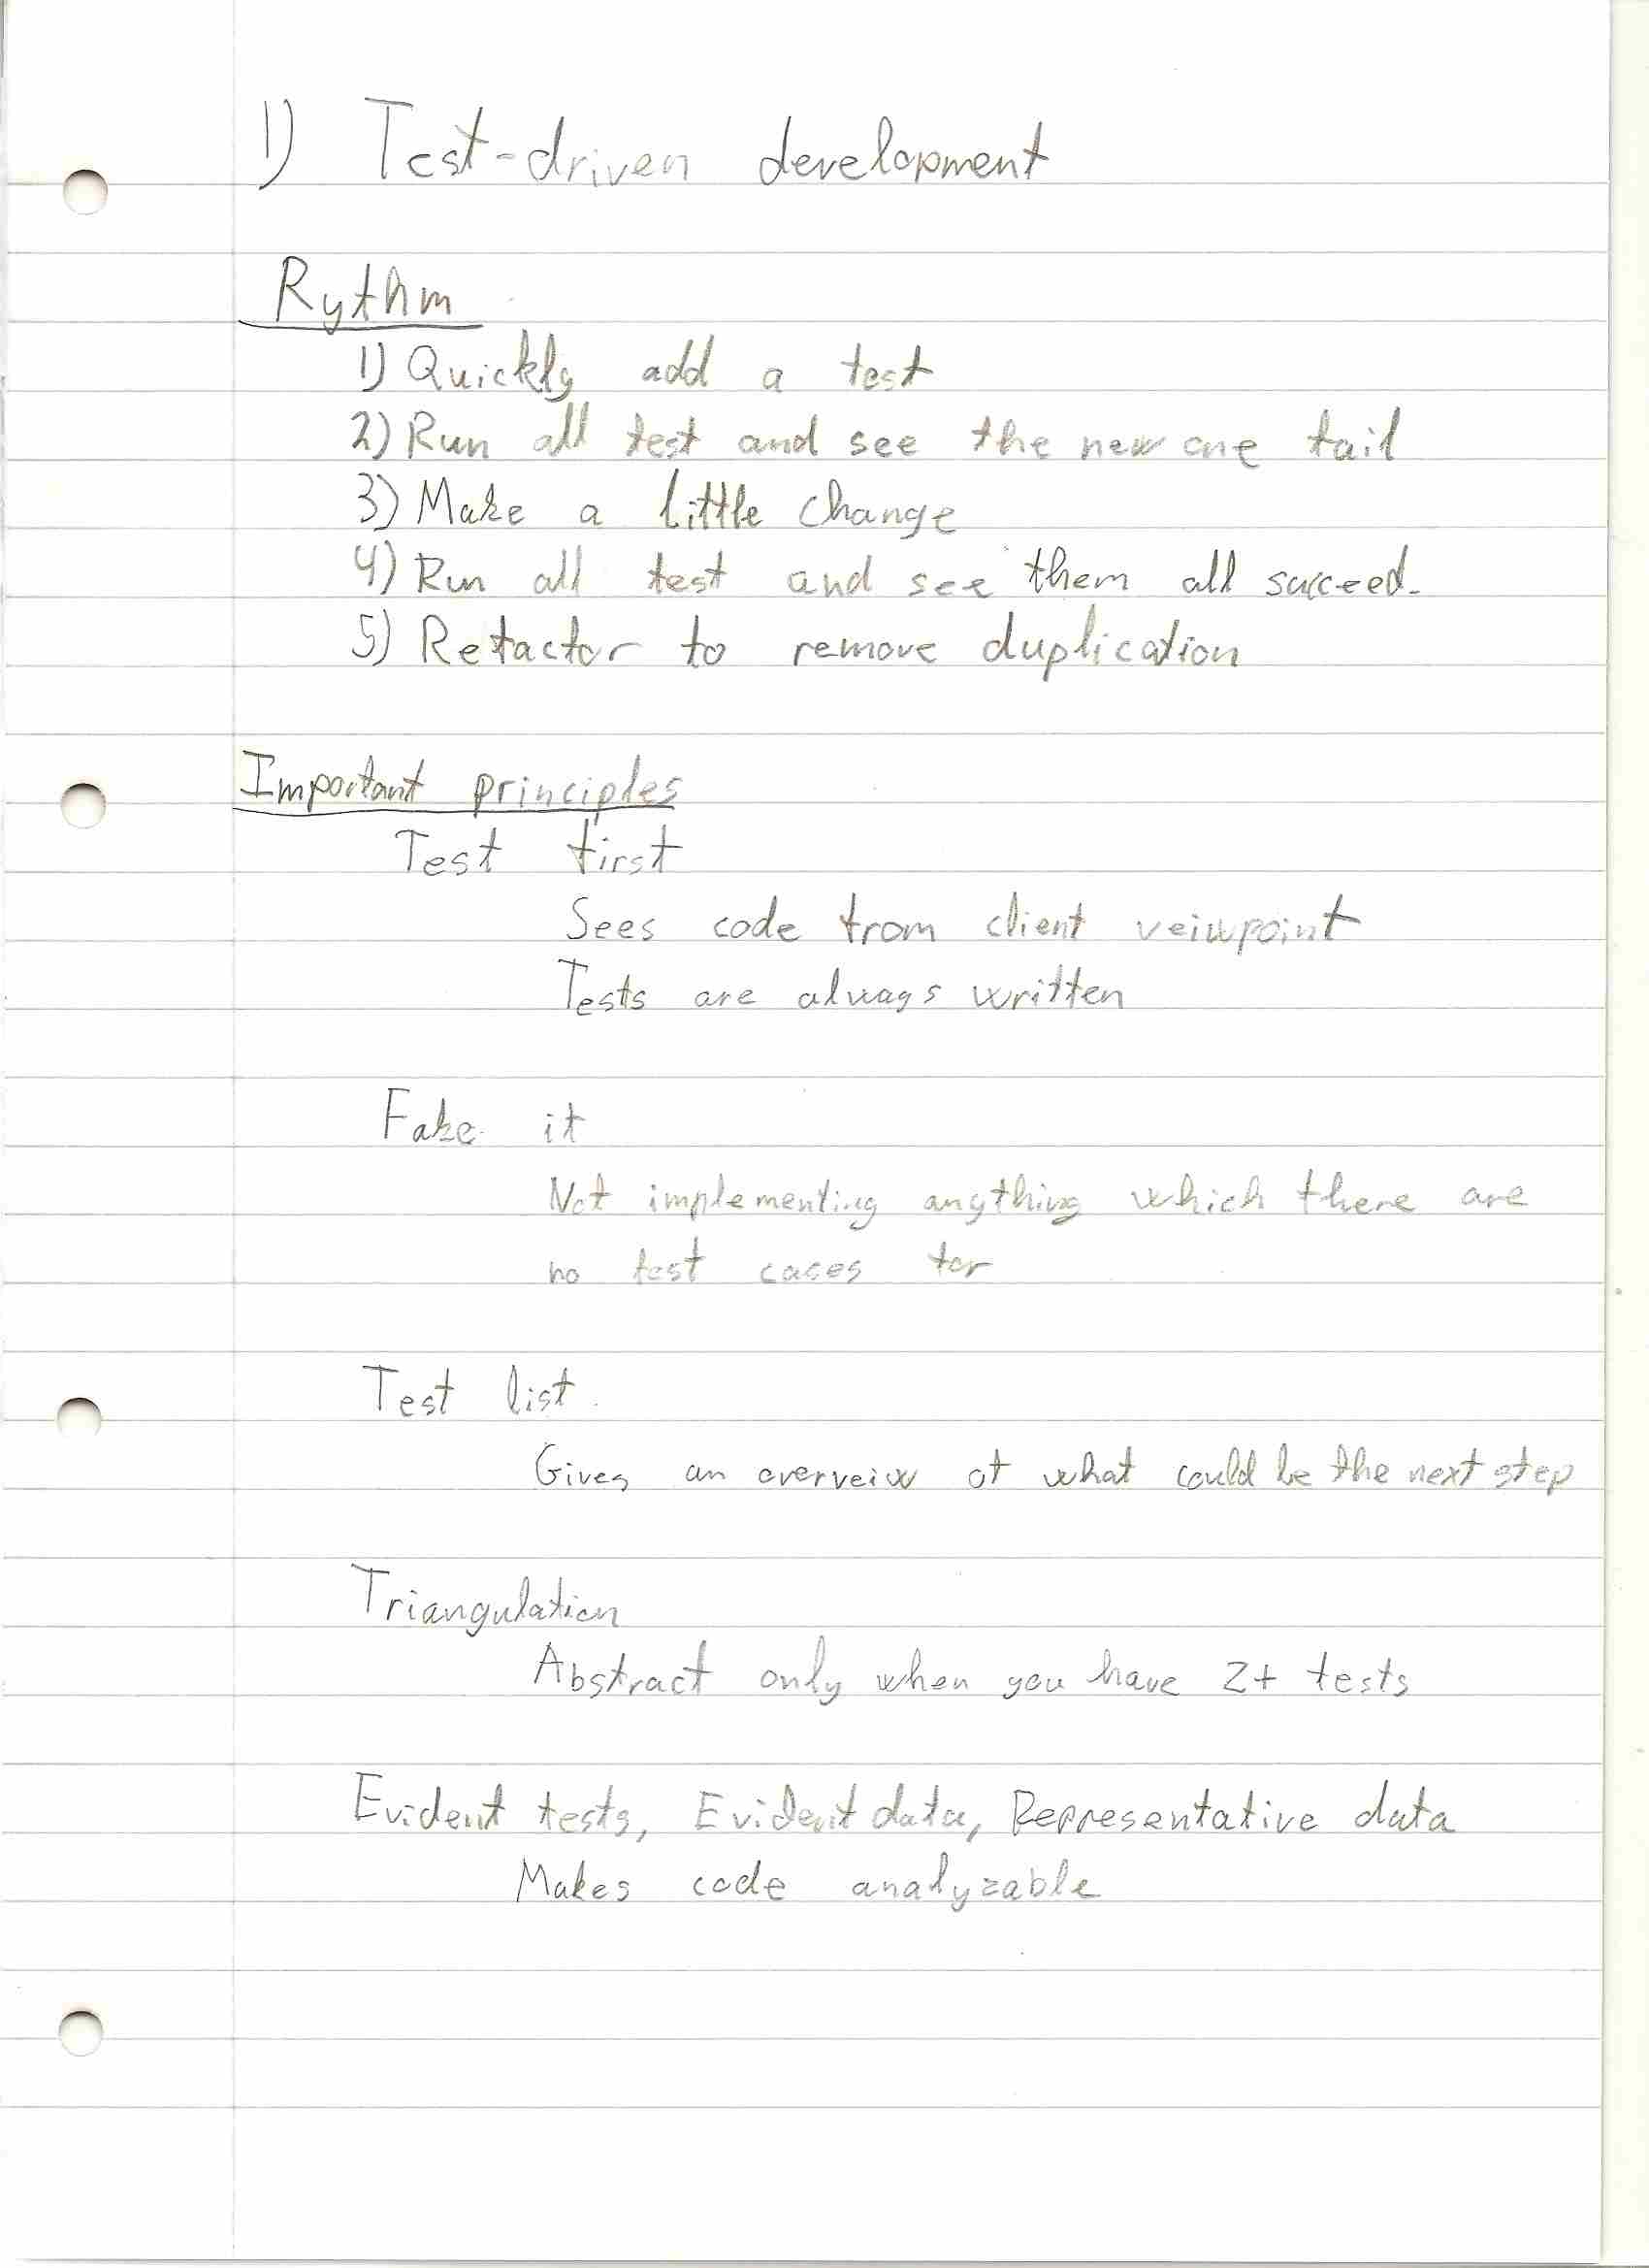 1) Test-driven development
Rythm
1) Quickly add a test
2) Run all test and see the new one fail
3) Make a little change
4) Run all test and see them all succeed.
5) Refactor to remove duplication
Important principles
Test first
Sees code from client veiwpoint
Tests are always written
Fake it
Not implementing anything which there are
no test cases for
Test list
Gives an overveiw of what could be the next step
Triangulation
Abstract only when you have 2+ tests
Evident tests, Evident data, Representative data
Makes code analyzable